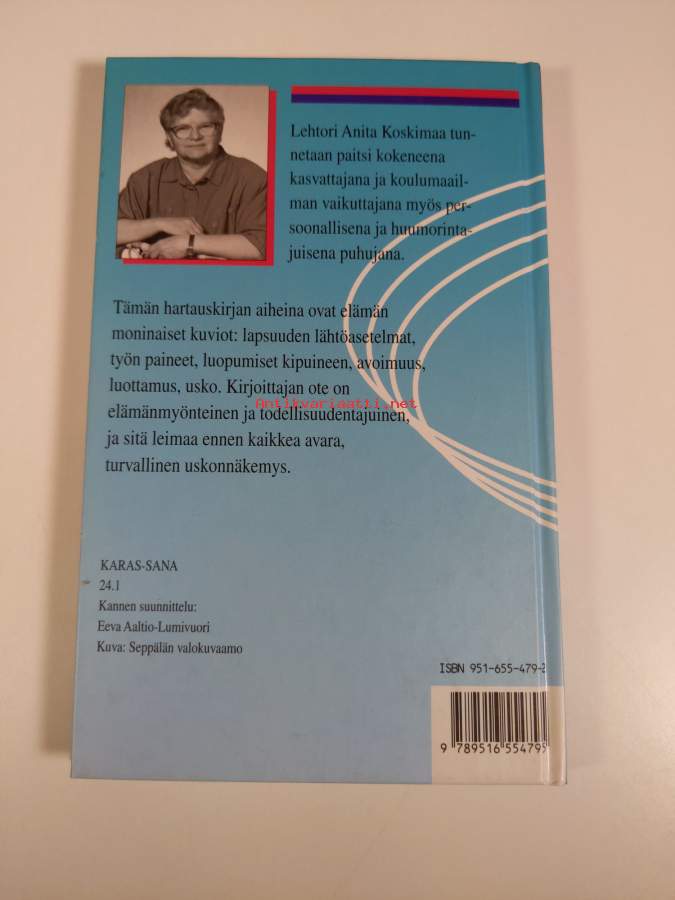 Lehtori Anita Koskimaa tun-
netaan paitsi kokeneena
kasvattajana ja koulumaail-
man vaikuttajana myös per-
soonallisena ja huumorinta-
juisena puhujana.
Tämän hartauskirjan aiheina ovat elämän
moninaiset kuviot: lapsuuden lähtöasetelmat,
työn paineet, luopumiset kipuineen, avoimuus,
luottamus, usko. Kirjoittajan ote on
Antikvariaatti.net
elämänmyönteinen ja todellisuudentajuinen,
ja sitä leimaa ennen kaikkea avara,
turvallinen uskonnäkemys.
KARAS-SANA
24.1
Kannen suunnittelu:
Eeva Aaltio-Lumivuori
Kuva: Seppälän valokuvaamo
ISBN 951-655-479-2
9 789516 554795